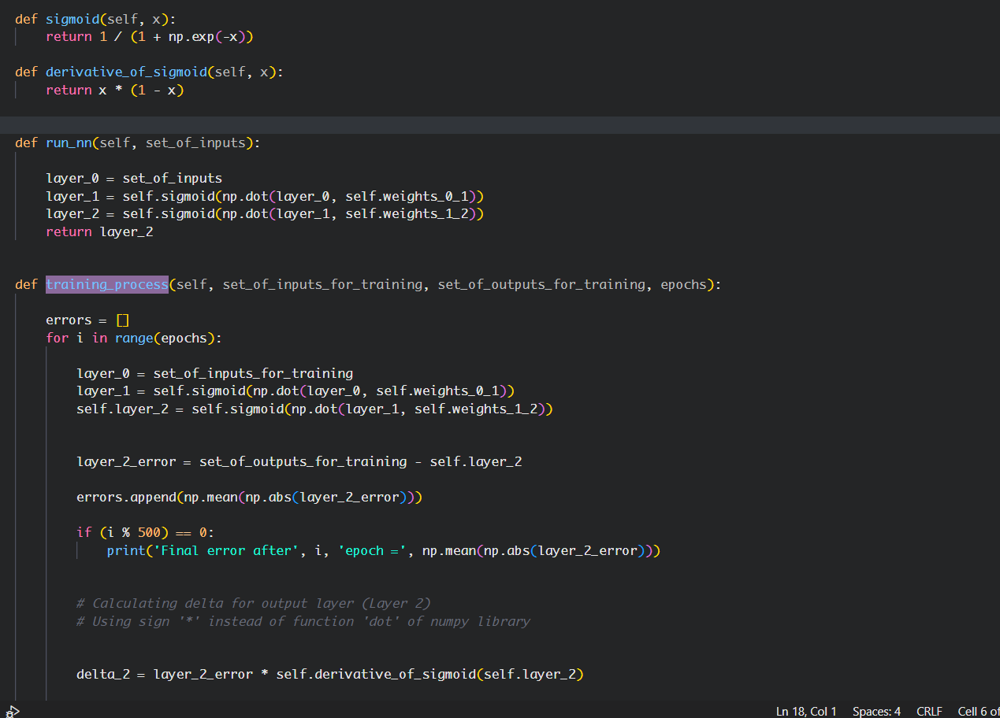 def sigmoid(self, x):
    return 1 / (1 + np.exp(-x))
def derivative_of_sigmoid(self, x):
    return x * (1 - x)
def run_nn(self, set_of_inputs):
    layer_0 = set_of_inputs
    layer_1 = self.sigmoid(np.dot(layer_0, self.weights_0_1))
    layer_2 = self.sigmoid(np.dot(layer_1, self.weights_1_2))
    return layer_2
def training_process(self, set_of_inputs_for_training, set_of_outputs_for_training, epochs):
    errors = []
    for i in range(epochs):
        layer_0 = set_of_inputs_for_training
        layer_1 = self.sigmoid(np.dot(layer_0, self.weights_0_1))
        self.layer_2 = self.sigmoid(np.dot(layer_1, self.weights_1_2))
        layer_2_error = set_of_outputs_for_training - self.layer_2
        errors.append(np.mean(np.abs(layer_2_error)))
        if (i % 500) == 0:
            print('Final error after', i, 'epoch =', np.mean(np.abs(layer_2_error)))
        # Calculating delta for output layer (Layer 2)
        # Using sign '*' instead of function 'dot' of numpy library
        delta_2 = layer_2_error * self.derivative_of_sigmoid(self.layer_2)
Ln 18, Col 1 Spaces: 4 CRLF Cell 6 of